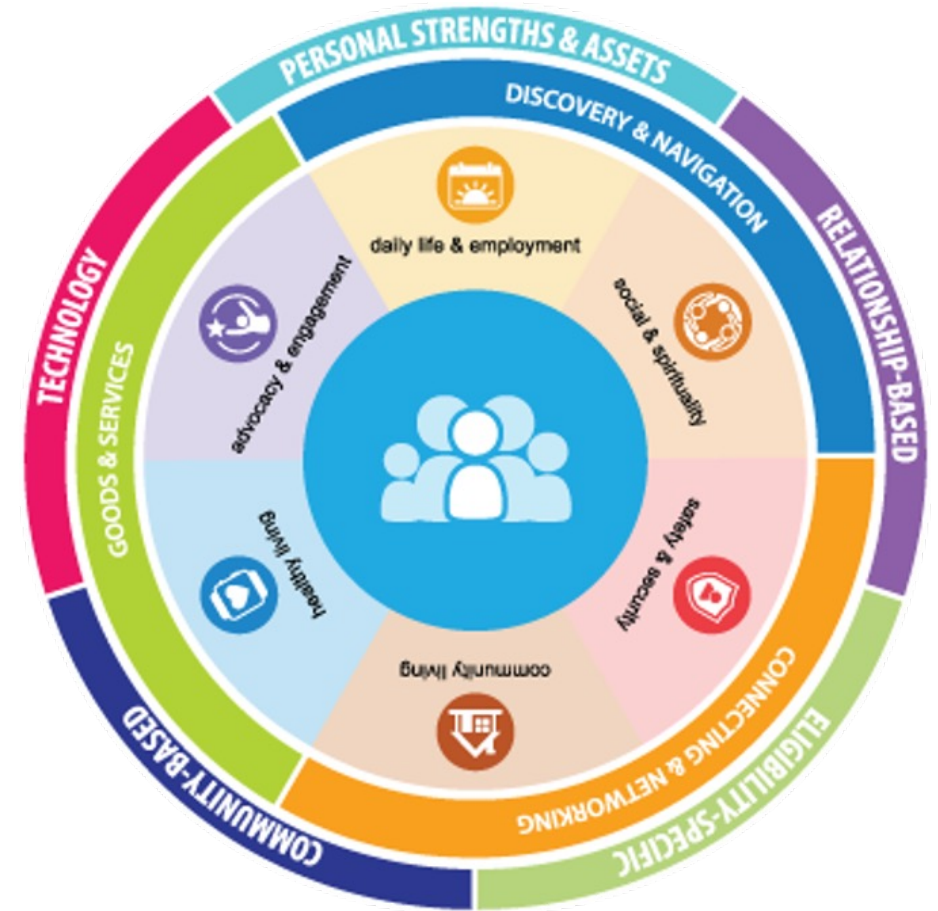 PERSONAL STRENGTHS & ASSETS
RELATIONSHIP-BASED
ELIGIBILITY-SPECIFIC
COMMUNITY-BASED
TECHNOLOGY
DISCOVERY & NAVIGATION
CONNECTING & NETWORKING
GOODS & SERVICES
daily life & employment
social & spirituality
safety & security
community living
healthy living
advocacy & engagement